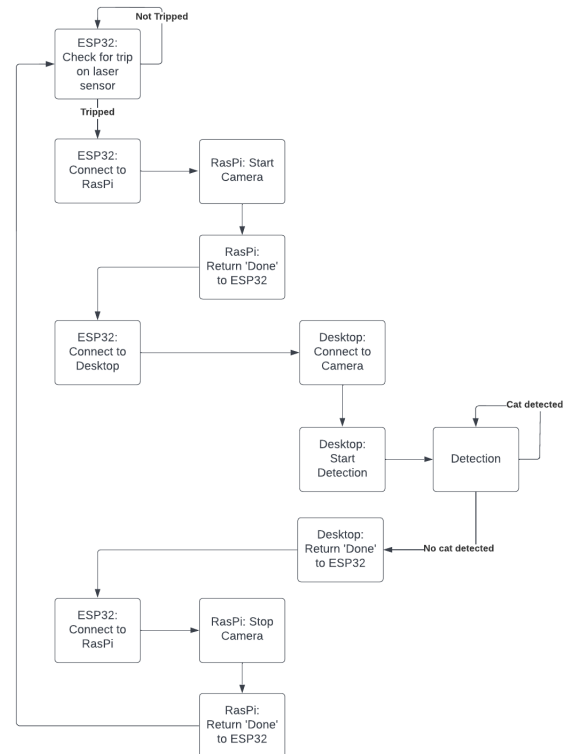 Not Tripped
ESP32:
Check for trip
on laser
sensor
Tripped
ESP32:
Connect to
RasPi
RasPi: Start
Camera
RasPi:
Return 'Done'
to ESP32
ESP32:
Connect to
Desktop
Desktop:
Connect to
Camera
Cat detected
Desktop:
Start
Detection
Detection
Desktop:
Return 'Done'
to ESP32
No cat detected
ESP32:
Connect to
RasPi
RasPi: Stop
Camera
RasPi:
Return 'Done'
to ESP32